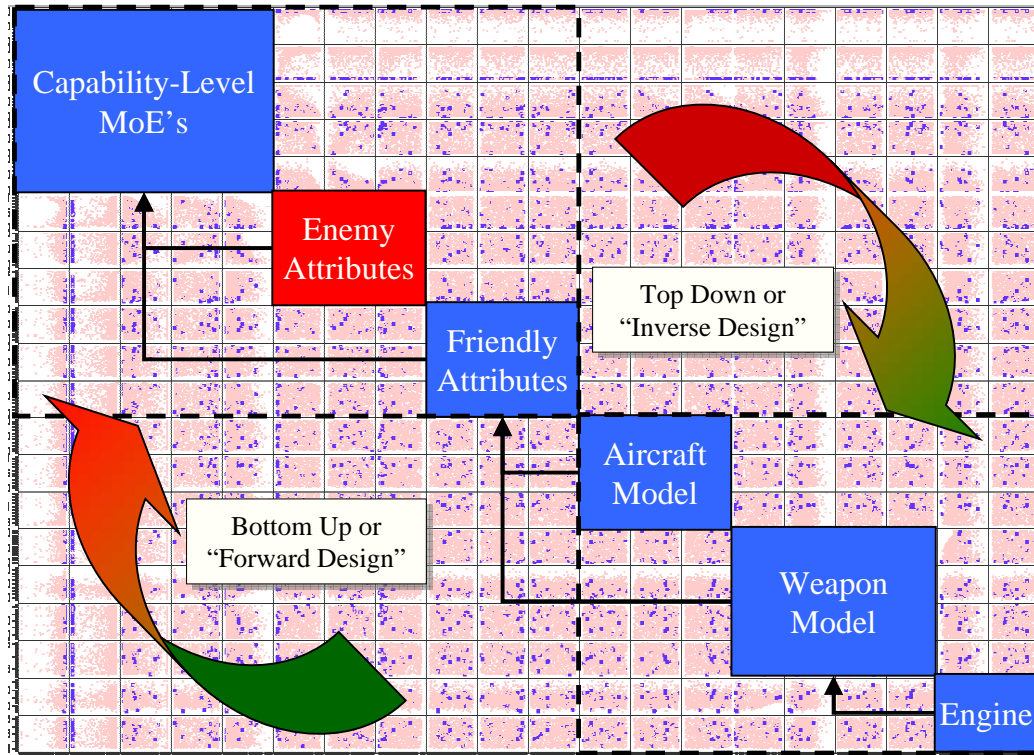 Capability-Level
MoE's
Enemy
Attributes
Friendly
Attributes
Top Down or
“Inverse Design”
Bottom Up or
“Forward Design”
Aircraft
Model
Weapon
Model
Engine